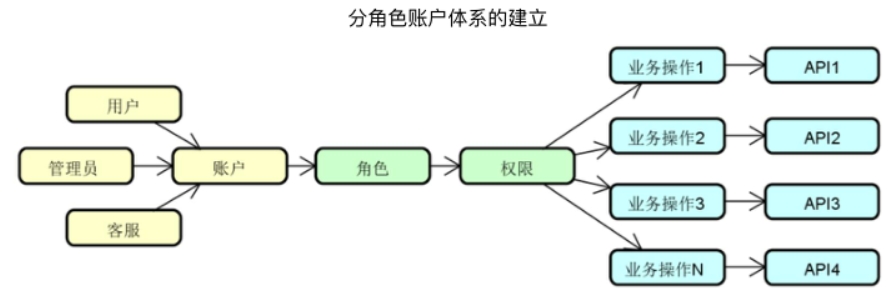 分角色账户体系的建立
业务操作1 API1
用户
业务操作2 API2
管理员 账户 角色 权限
业务操作3 API3
客服
业务操作N API4